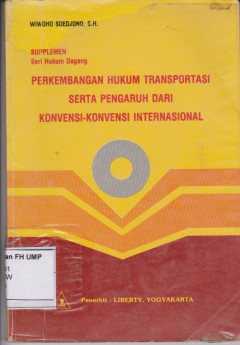 WIWOHO SOEDJONO, S.H.
SUPPLEMEN
Seri Hukum Dagang
PERKEMBANGAN HUKUM TRANSPORTASI
SERTA PENGARUH DARI
KONVENSI-KONVENSI INTERNASIONAL
an FH UMP
Penerbit : LIBERTY, YOGYAKARTA